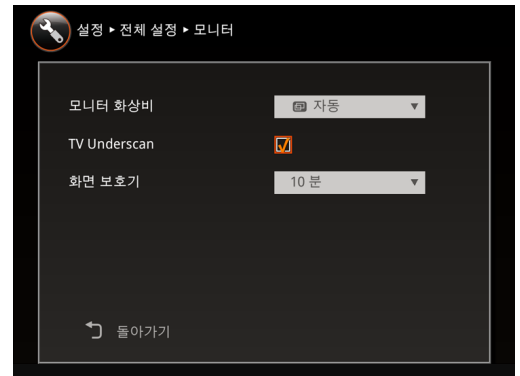 설정 ▸ 전체 설정 ▸ 모니터
모니터 화상비 자동
TV Underscan
화면 보호기 10 분
돌아가기